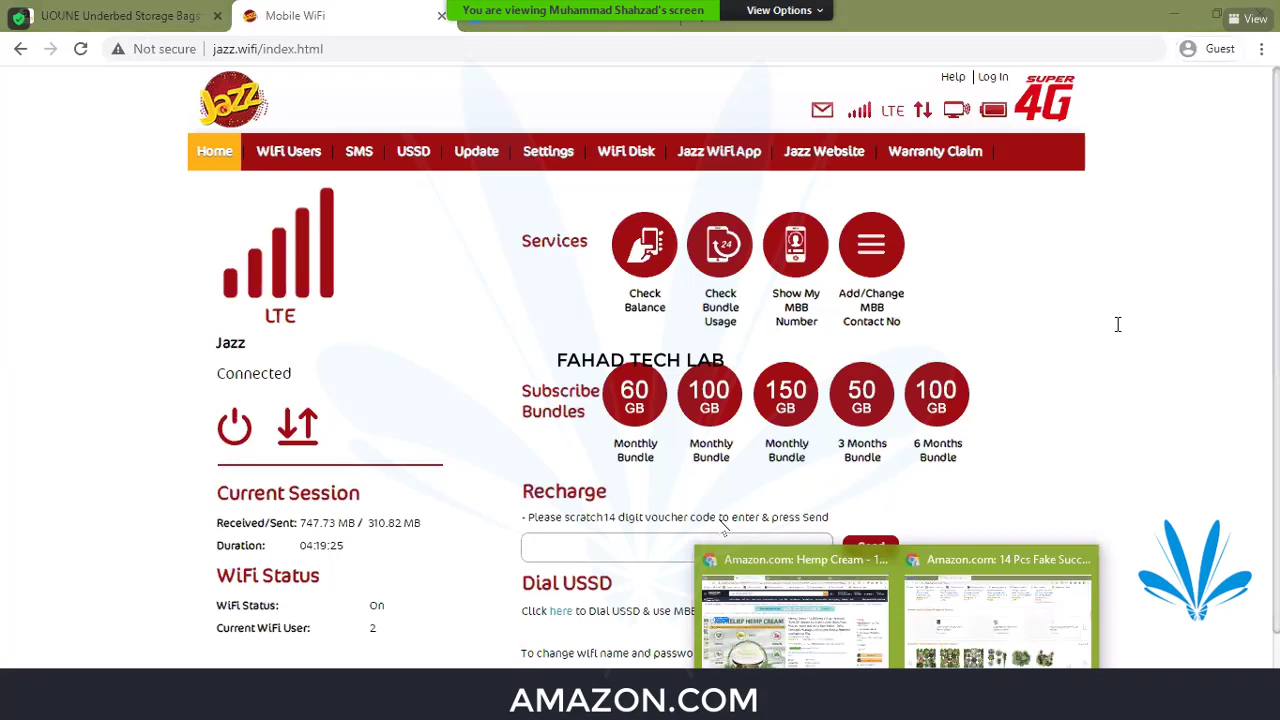 UOUNE Underbed Storage Bags
Mobile WiFi
You are viewing Muhammad Shahzad's screen
View Options
View
Not secure
jazz.wifi/index.html
Guest
Jazz
Help
Log In
LTE
SUPER
4G
Home
WiFi Users
SMS
USSD
Update
Settings
WiFi Disk
Jazz WiFi App
Jazz Website
Warranty Claim
LTE
Jazz
Connected
Current Session
Received/Sent: 747.73 MB / 310.82 MB
Duration: 04:19:25
WiFi Status
WiFi Status: On
Current WiFi User: 2
Services
24
Check
Balance
Check
Bundle
Usage
Show My
MBB
Number
Add/Change
MBB
Contact No
FAHAD TECH LAB
Subscribe
Bundles
60
GB
100
GB
150
GB
50
GB
100
GB
Monthly
Bundle
Monthly
Bundle
Monthly
Bundle
3 Months
Bundle
6 Months
Bundle
Recharge
- Please scratch14 digit voucher code to enter & press Send
Dial USSD
Click here to Dial USSD & use MBB
To change wifi name and passwo
Amazon.com: Hemp Cream - 1...
Amazon.com: 14 Pcs Fake Succ...
RELIEF HEMP CREAM
AMAZON.COM